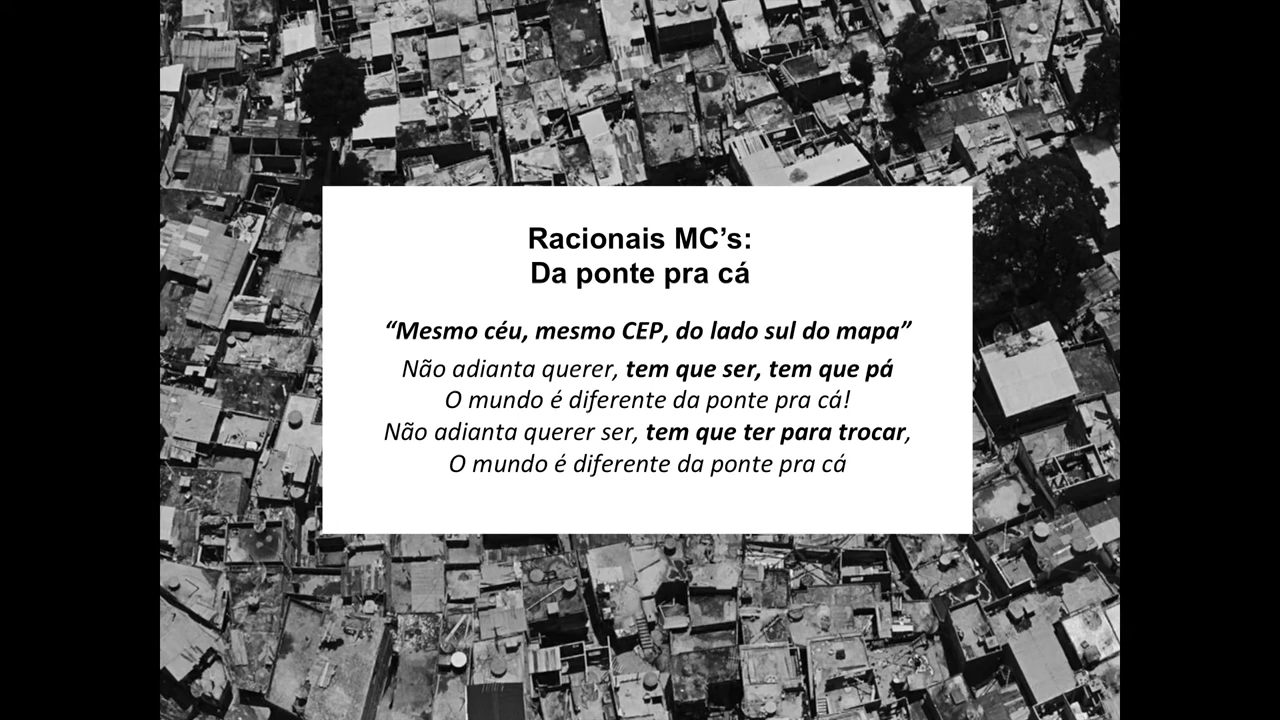 Racionais MC’s:
Da ponte pra cá
“Mesmo céu, mesmo CEP, do lado sul do mapa”
Não adianta querer, tem que ser, tem que pá
O mundo é diferente da ponte pra cá!
Não adianta querer ser, tem que ter para trocar,
O mundo é diferente da ponte pra cá